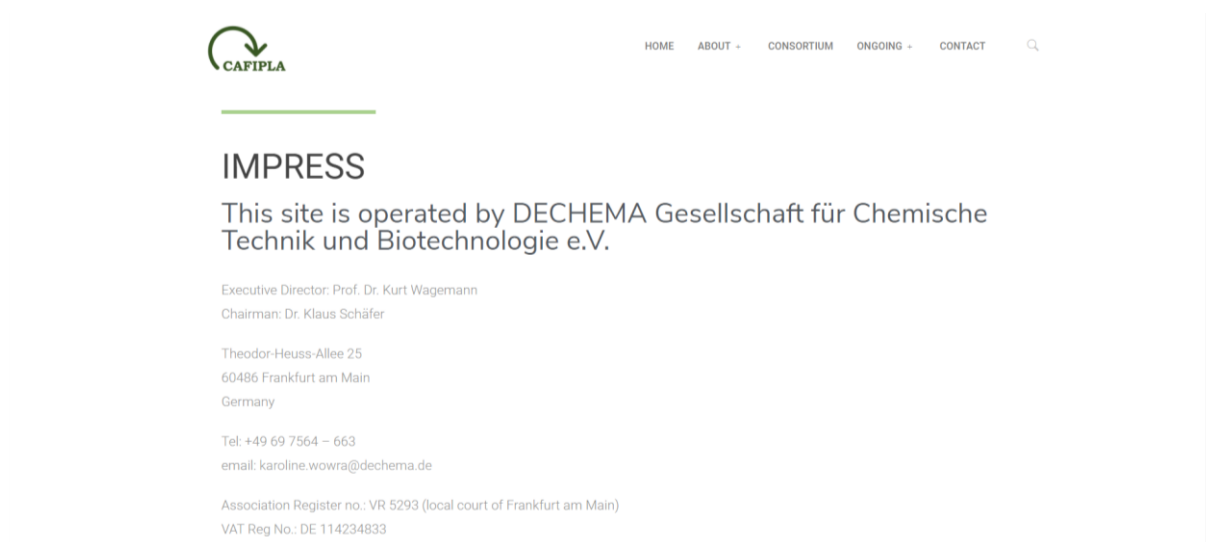 CAFIPLA
HOME ABOUT + CONSORTIUM ONGOING + CONTACT
IMPRESS
This site is operated by DECHEMA Gesellschaft für Chemische
Technik und Biotechnologie e.V.
Executive Director: Prof. Dr. Kurt Wagemann
Chairman: Dr. Klaus Schäfer
Theodor-Heuss-Allee 25
60486 Frankfurt am Main
Germany
Tel: +49 69 7564 – 663
email: karoline.wowra@dechema.de
Association Register no.: VR 5293 (local court of Frankfurt am Main)
VAT Reg No.: DE 114234833